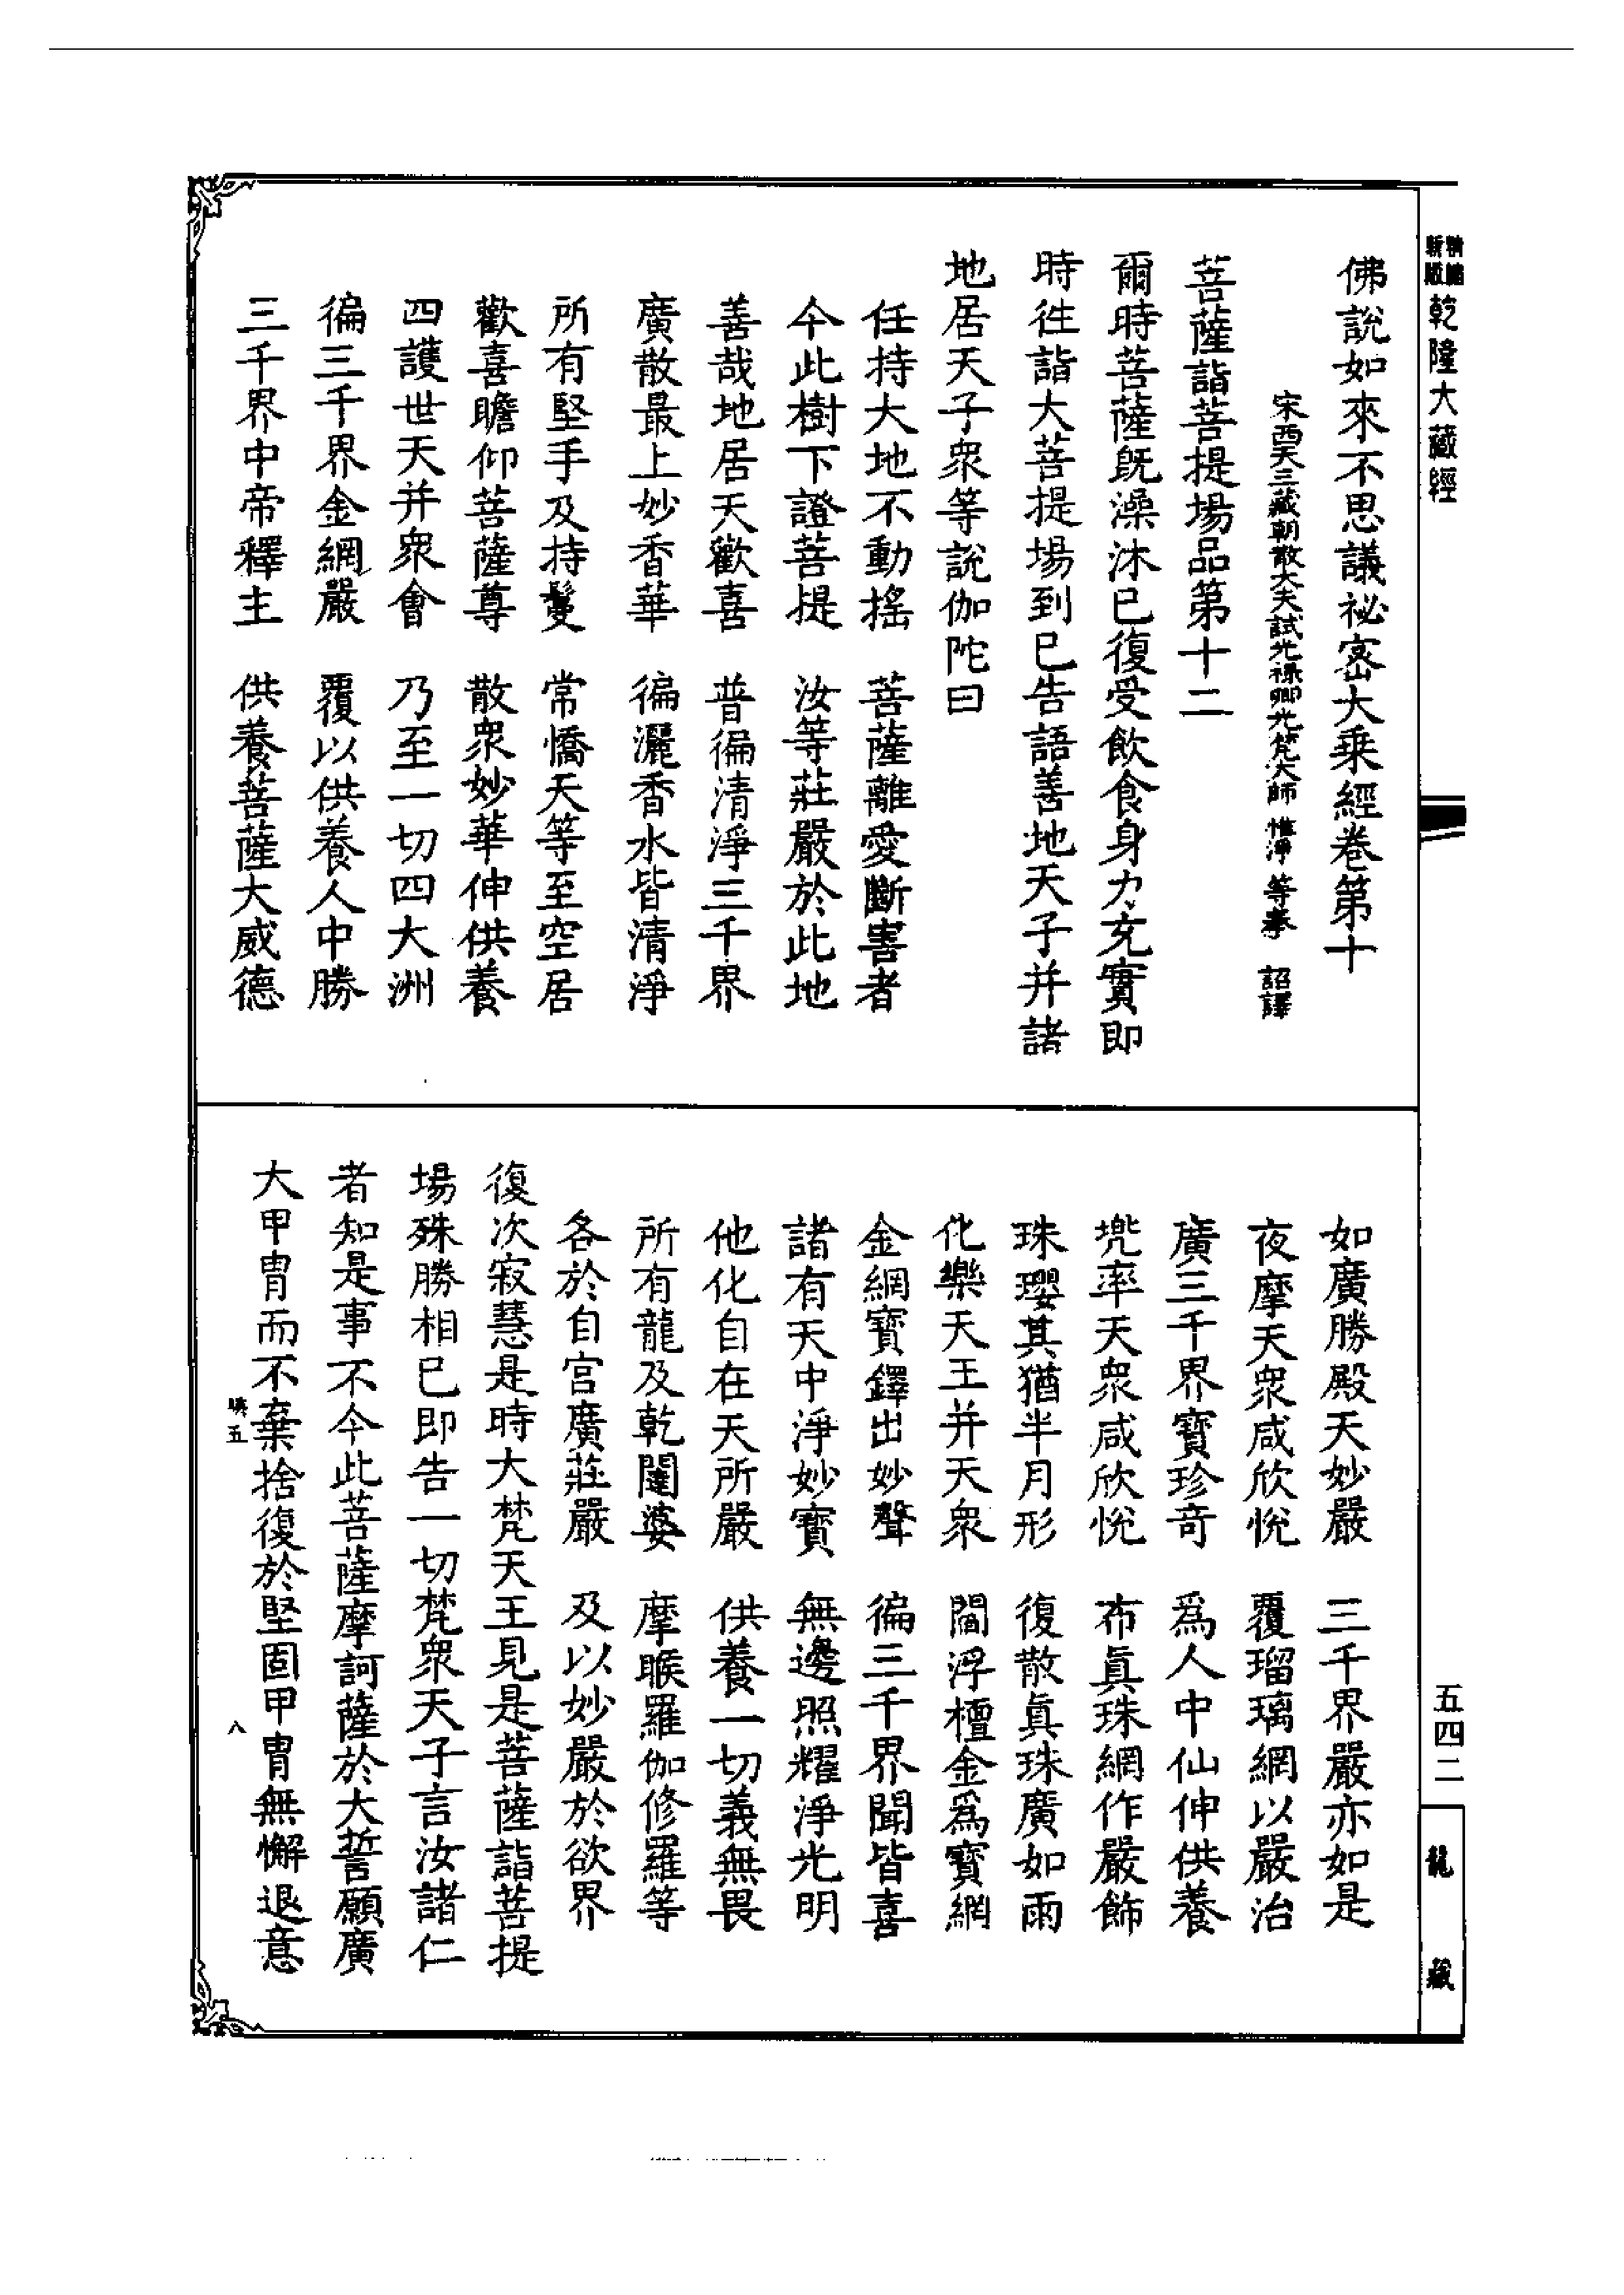 新版
精編
乾隆大藏經
佛說如來不思議祕密大乘經卷第十
宋西天三藏朝散大夫試光祿卿光梵大師 惟淨 等奉 詔譯
菩薩詣菩提場品第十二
爾時菩薩旣澡沐已復受飲食身力充實即
時往詣大菩提場到已告語善地天子并諸
地居天子衆等說伽陀曰
任持大地不動搖 菩薩離愛斷害者
今此樹下證菩提 汝等莊嚴於此地
善哉地居天歡喜 普徧清淨三千界
廣散最上妙香華 徧灑香水皆清淨
所有堅手及持鬘 常憍天等至空居
歡喜瞻仰菩薩尊 散衆妙華伸供養
四護世天并衆會 乃至一切四大洲
徧三千界金網嚴 覆以供養人中勝
三千界中帝釋主 供養菩薩大威德
如廣勝殿天妙嚴 三千界嚴亦如是
夜摩天衆咸欣悅 覆瑠璃網以嚴治
廣三千界寶珍奇 爲人中仙伸供養
兠率天衆咸欣悅 布眞珠網作嚴飾
珠瓔其猶半月形 復散眞珠廣如雨
化樂天王并天衆 閻浮檀金爲寶網
金網寶鐸出妙聲 徧三千界聞皆喜
諸有天中淨妙寶 無邊照耀淨光明
他化自在天所嚴 供養一切義無畏
所有龍及乾闥婆 摩睺羅伽修羅等
各於自宫廣莊嚴 及以妙嚴於欲界
復次寂慧是時大梵天王見是菩薩詣菩提
場殊勝相已即告一切梵衆天子言汝諸仁
者知是事不今此菩薩摩訶薩於大誓願廣
大甲冑而不棄捨復於堅固甲冑無懈退意
五 八
五四二
龍藏